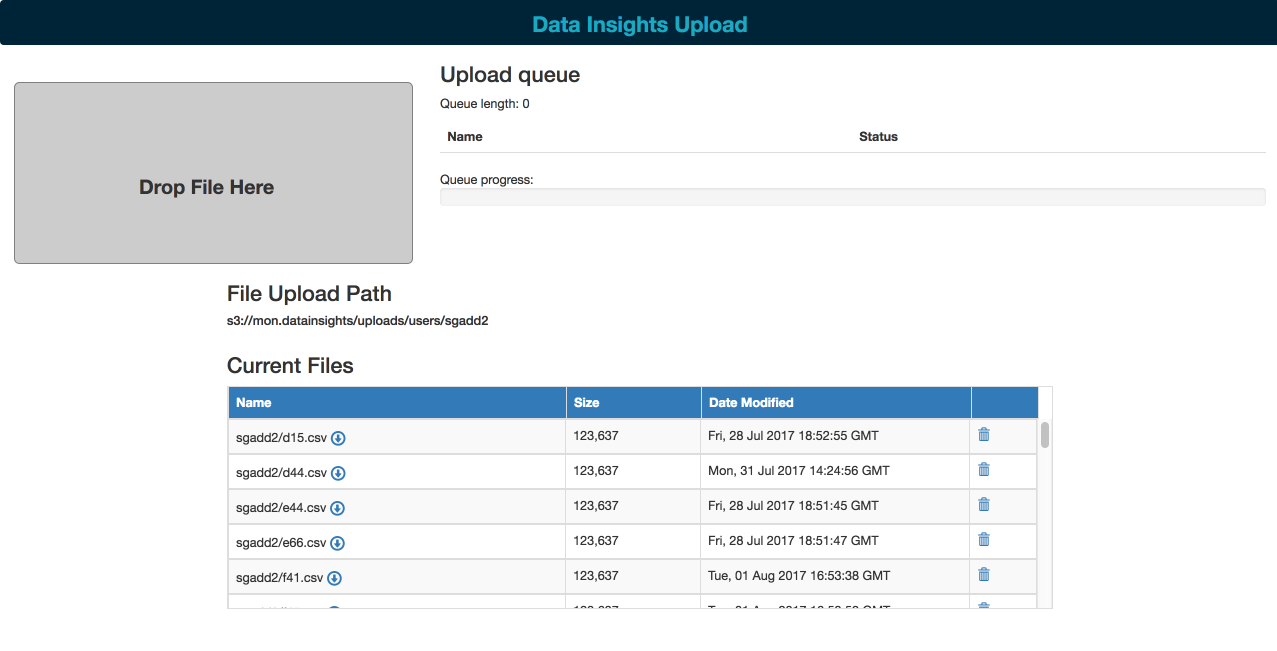 Data Insights Upload
Drop File Here
Upload queue
Queue length: 0
Name Status
Queue progress:
File Upload Path
s3://mon.datainsights/uploads/users/sgadd2
Current Files
Name Size Date Modified
sgadd2/d15.csv 123,637 Fri, 28 Jul 2017 18:52:55 GMT
sgadd2/d44.csv 123,637 Mon, 31 Jul 2017 14:24:56 GMT
sgadd2/e44.csv 123,637 Fri, 28 Jul 2017 18:51:45 GMT
sgadd2/e66.csv 123,637 Fri, 28 Jul 2017 18:51:47 GMT
sgadd2/f41.csv 123,637 Tue, 01 Aug 2017 16:53:38 GMT